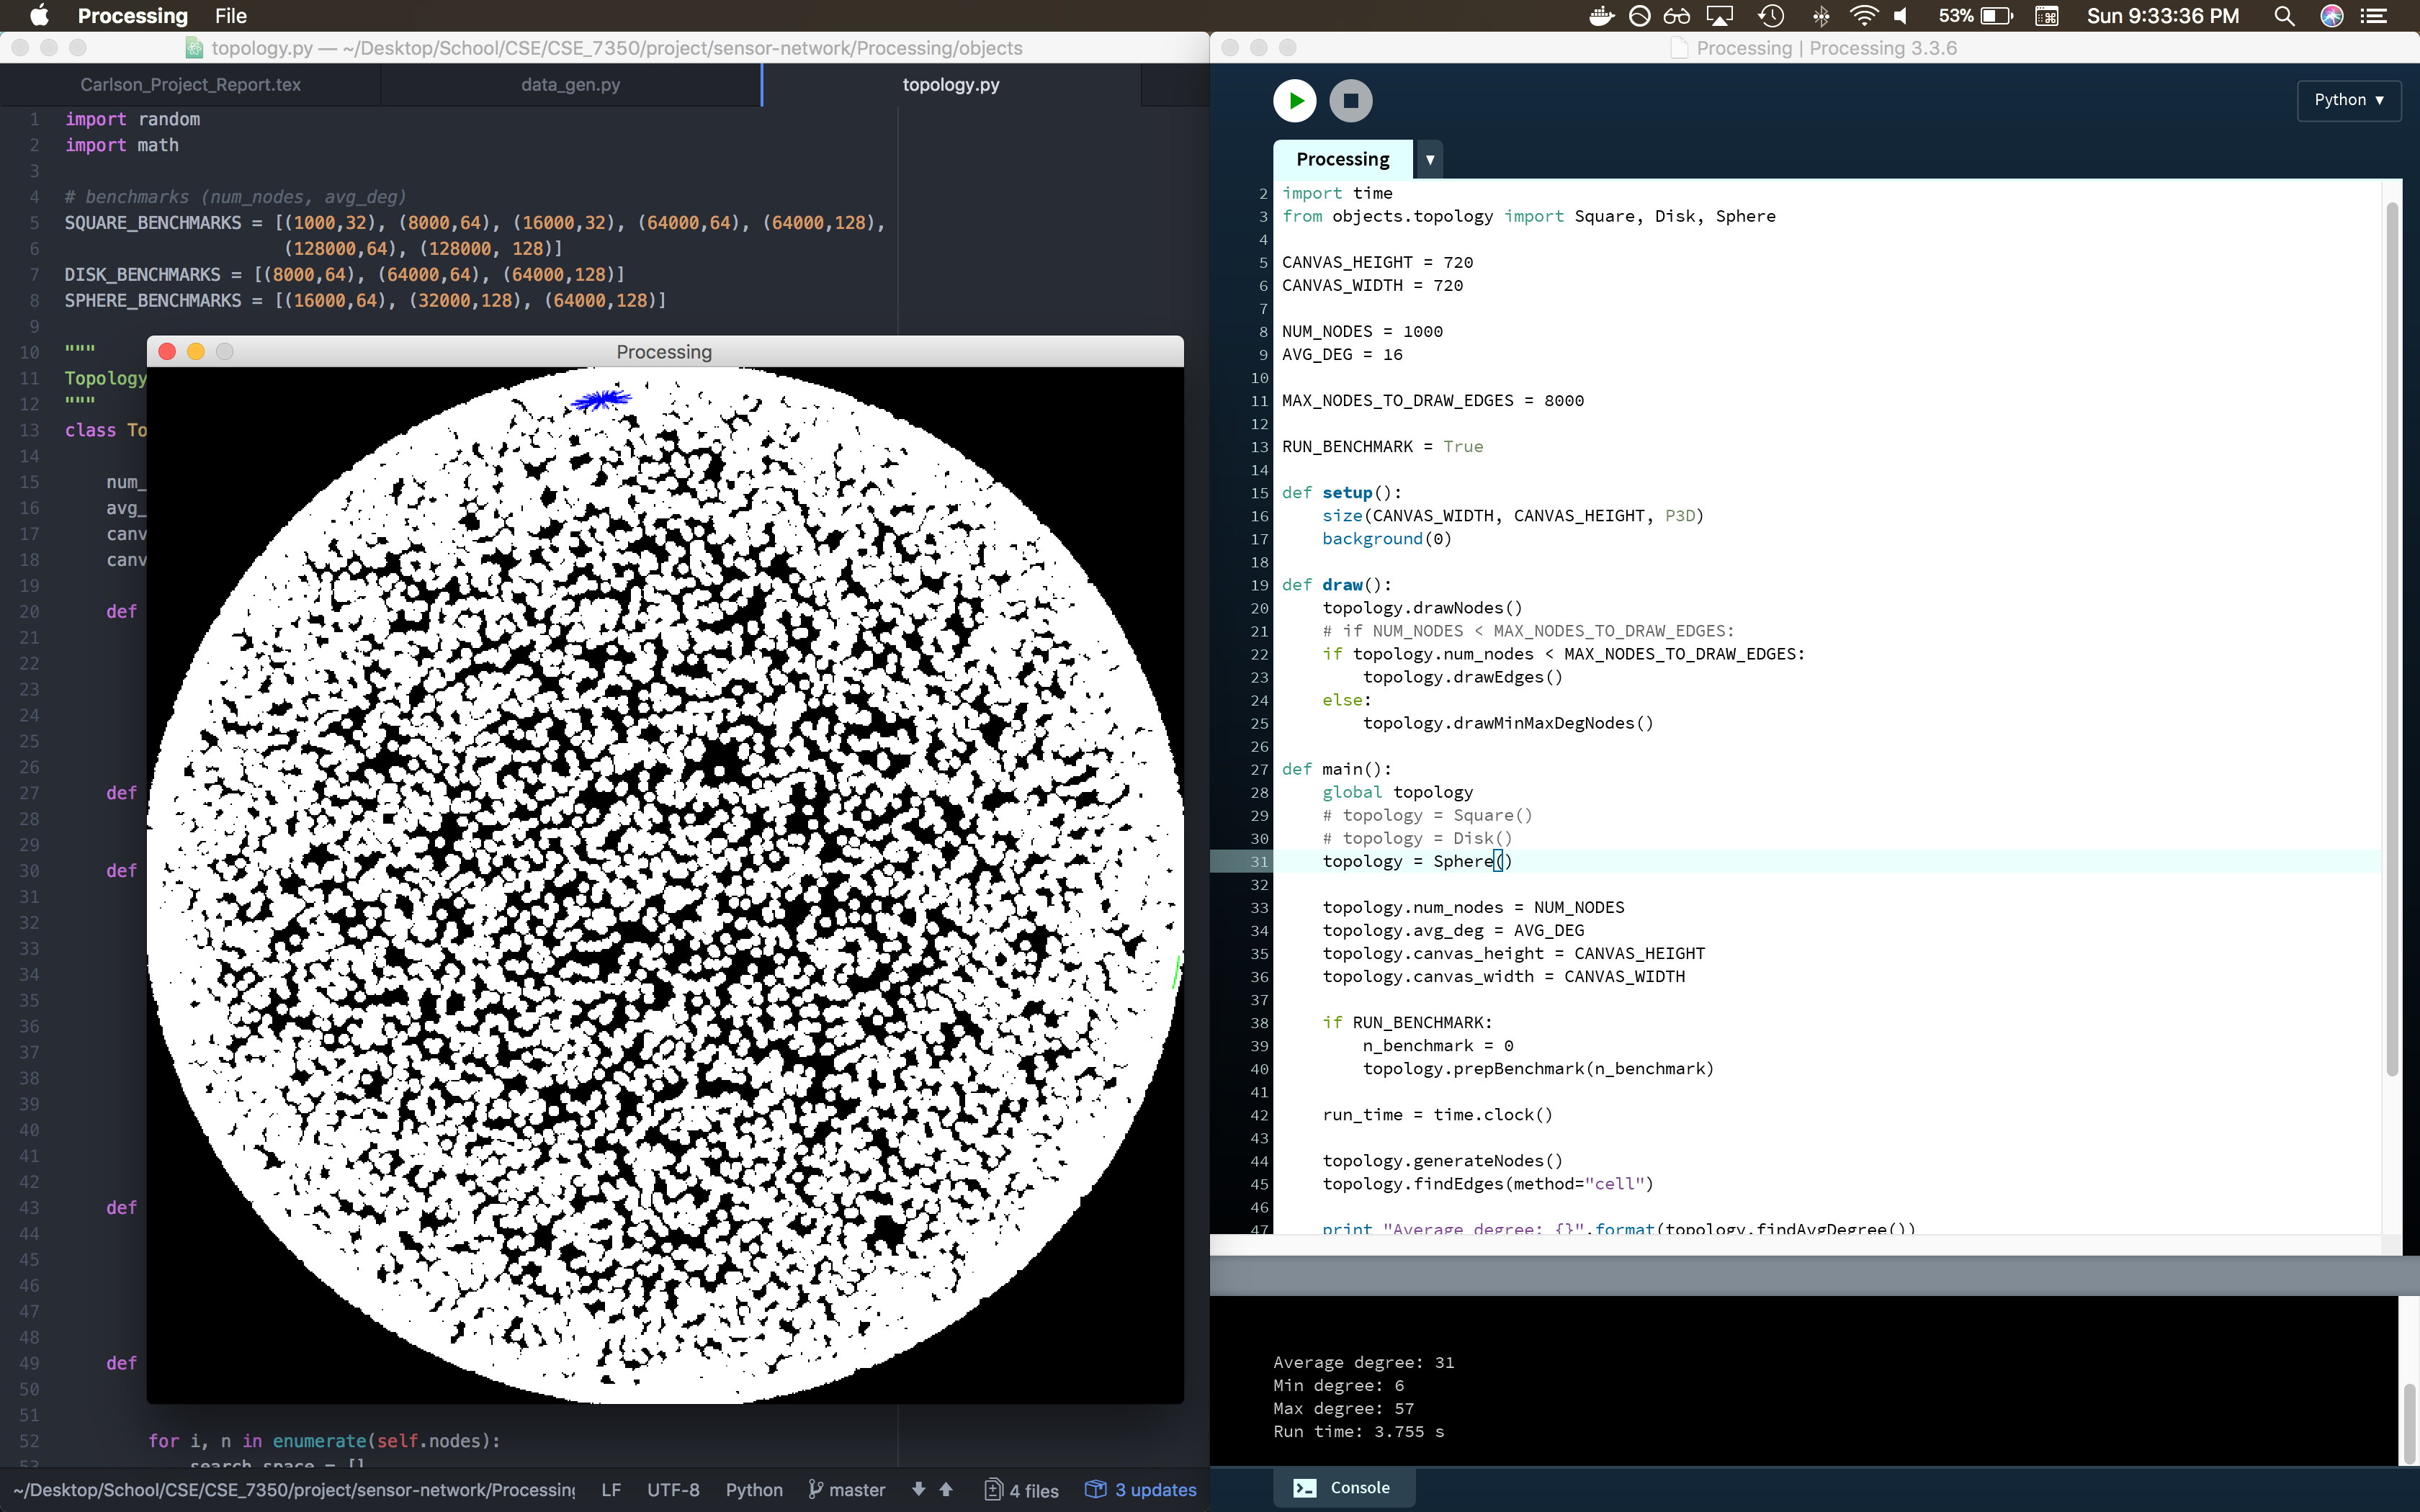 Processing File 53% Sun 9:33:36 PM
topology.py — ~/Desktop/School/CSE/CSE_7350/project/sensor-network/Processing/objects
Carlson_Project_Report.tex data_gen.py topology.py
1 import random
2 import math
3
4 # benchmarks (num_nodes, avg_deg)
5 SQUARE_BENCHMARKS = [(1000,32), (8000,64), (16000,32), (64000,64), (64000,128),
6 (128000,64), (128000, 128)]
7 DISK_BENCHMARKS = [(8000,64), (64000,64), (64000,128)]
8 SPHERE_BENCHMARKS = [(16000,64), (32000,128), (64000,128)]
9
10 """
11 Topology
12 """
13 class To
14
15 num_
16 avg_
17 canv
18 canv
19
20 def
21
22
23
24
25
26
27 def
28
29
30 def
31
32
33
34
35
36
37
38
39
40
41
42
43 def
44
45
46
47
48
49 def
50
51
52 for i, n in enumerate(self.nodes):
53 search_space = []
Processing
~/Desktop/School/CSE/CSE_7350/project/sensor-network/Processing LF UTF-8 Python master 4 files 3 updates
Processing | Processing 3.3.6
Python ▼
Processing ▼
2 import time
3 from objects.topology import Square, Disk, Sphere
4
5 CANVAS_HEIGHT = 720
6 CANVAS_WIDTH = 720
7
8 NUM_NODES = 1000
9 AVG_DEG = 16
10
11 MAX_NODES_TO_DRAW_EDGES = 8000
12
13 RUN_BENCHMARK = True
14
15 def setup():
16 size(CANVAS_WIDTH, CANVAS_HEIGHT, P3D)
17 background(0)
18
19 def draw():
20 topology.drawNodes()
21 # if NUM_NODES < MAX_NODES_TO_DRAW_EDGES:
22 if topology.num_nodes < MAX_NODES_TO_DRAW_EDGES:
23 topology.drawEdges()
24 else:
25 topology.drawMinMaxDegNodes()
26
27 def main():
28 global topology
29 # topology = Square()
30 # topology = Disk()
31 topology = Sphere()
32
33 topology.num_nodes = NUM_NODES
34 topology.avg_deg = AVG_DEG
35 topology.canvas_height = CANVAS_HEIGHT
36 topology.canvas_width = CANVAS_WIDTH
37
38 if RUN_BENCHMARK:
39 n_benchmark = 0
40 topology.prepBenchmark(n_benchmark)
41
42 run_time = time.clock()
43
44 topology.generateNodes()
45 topology.findEdges(method="cell")
46
47 print "Average degree: {}".format(topology.findAvgDegree())
Average degree: 31
Min degree: 6
Max degree: 57
Run time: 3.755 s
Console